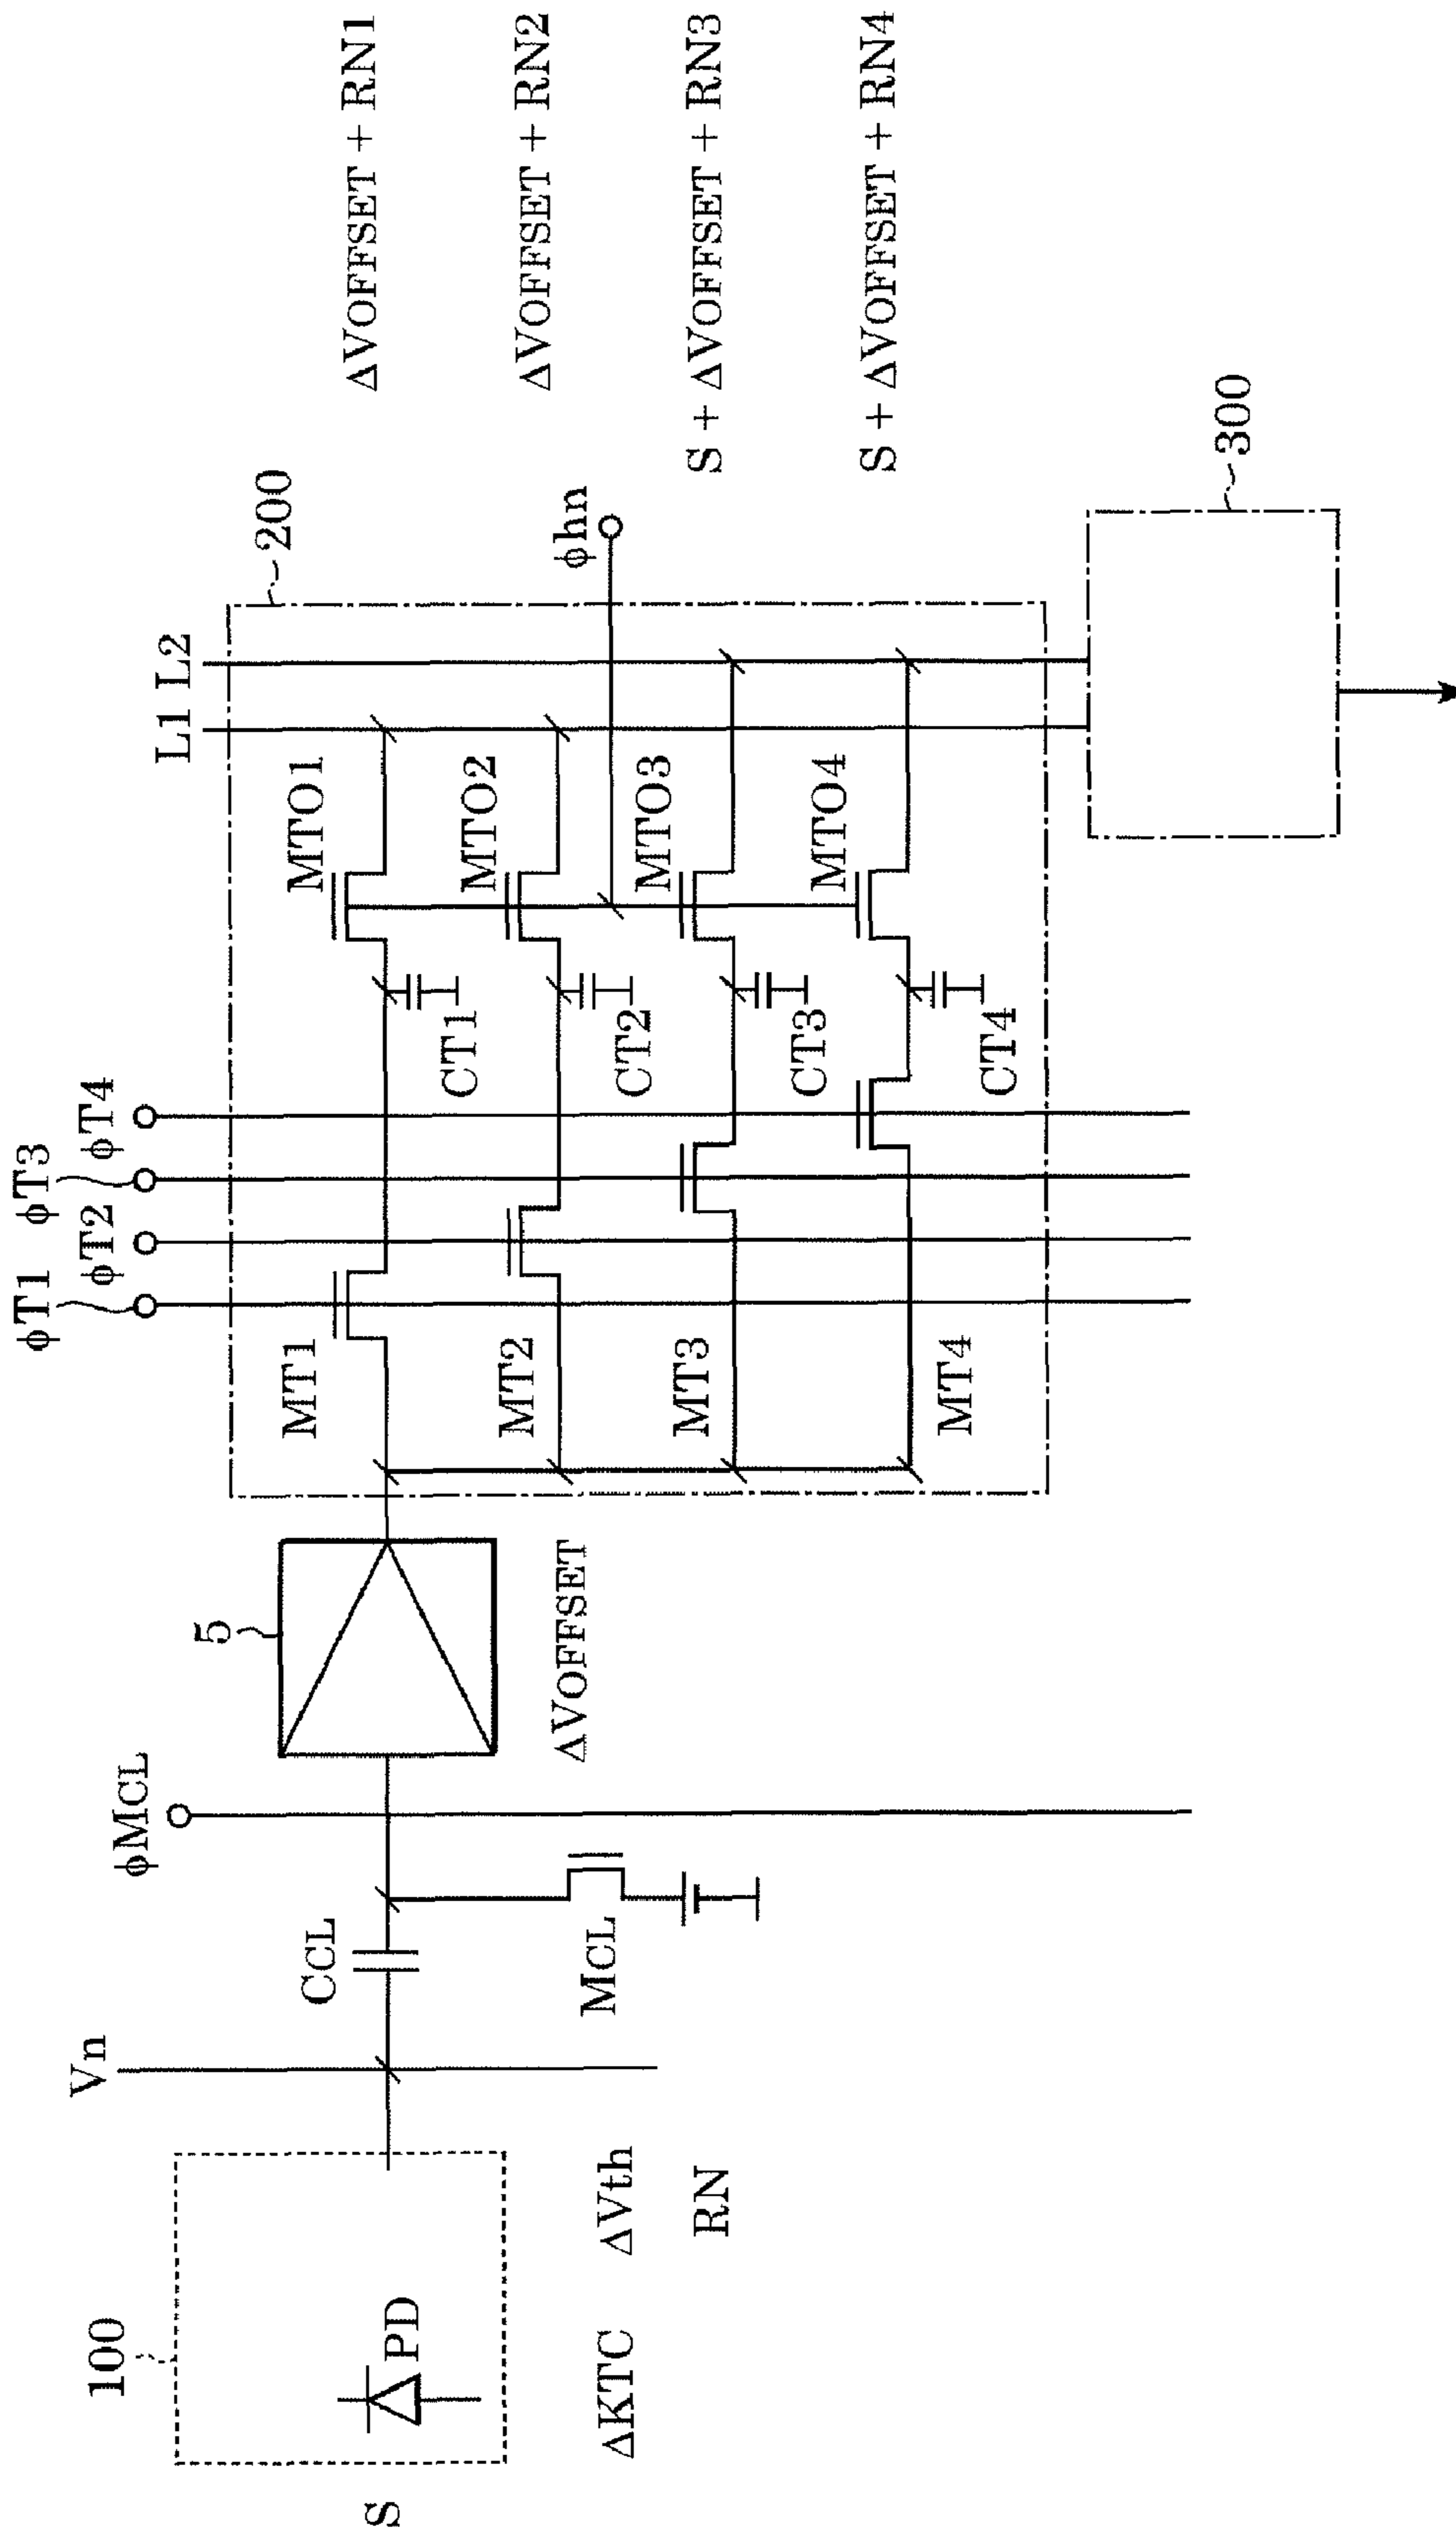 S
100
PD
ΔKTC
ΔVth
RN
Vn
CCL
MCL
φMCL
5
ΔVOFFSET
φT1
φT2
φT3
φT4
L1
L2
200
MT1
CT1
MTO1
ΔVOFFSET + RN1
MT2
CT2
MTO2
ΔVOFFSET + RN2
φhn
MT3
CT3
MTO3
S + ΔVOFFSET + RN3
MT4
CT4
MTO4
S + ΔVOFFSET + RN4
300